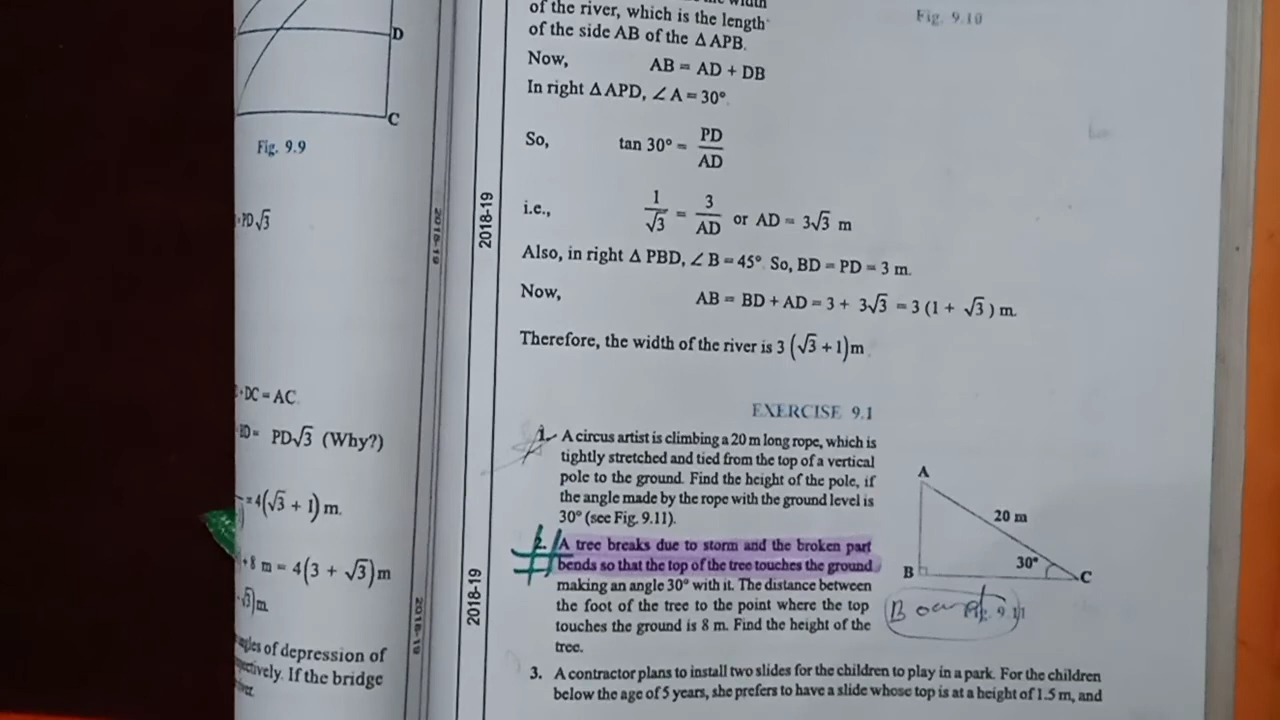 D
C
Fig. 9.9
PD√3
2018-19
DC = AC.
PD√3 (Why?)
= 4(√3 + 1) m.
+ 8 m = 4(3 + √3) m
√3) m.
of depression of
If the bridge
2018-19
2018-19
2018-19
width
of the river, which is the length
of the side AB of the Δ APB.
Fig. 9.10
Now, AB = AD + DB
In right Δ APD, ∠ A = 30°.
So, tan 30° = PD/AD
i.e., 1/√3 = 3/AD or AD = 3√3 m
Also, in right Δ PBD, ∠ B = 45°. So, BD = PD = 3 m.
Now, AB = BD + AD = 3 + 3√3 = 3 (1 + √3) m.
Therefore, the width of the river is 3 (√3 + 1) m.
EXERCISE 9.1
1. A circus artist is climbing a 20 m long rope, which is
tightly stretched and tied from the top of a vertical
pole to the ground. Find the height of the pole, if
the angle made by the rope with the ground level is
30° (see Fig. 9.11).
2. A tree breaks due to storm and the broken part
bends so that the top of the tree touches the ground
making an angle 30° with it. The distance between
the foot of the tree to the point where the top
touches the ground is 8 m. Find the height of the
tree.
A
20 m
30°
B
C
Board
9.11
3. A contractor plans to install two slides for the children to play in a park. For the children
below the age of 5 years, she prefers to have a slide whose top is at a height of 1.5 m, and